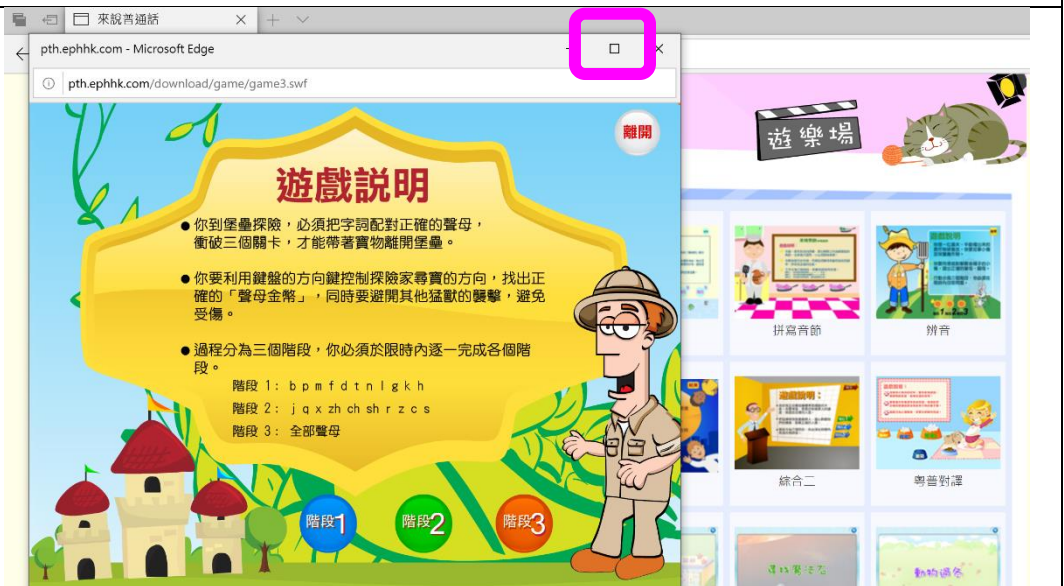 來說普通話
pth.ephhk.com - Microsoft Edge
pth.ephhk.com/download/game/game3.swf
離開
遊樂場
遊戲説明
●你到堡壘探險，必須把字詞配對正確的聲母，
衝破三個關卡，才能帶著寶物離開堡壘。
●你要利用鍵盤的方向鍵控制探險家尋寶的方向，找出正
確的「聲母金幣」，同時要避開其他猛獸的襲擊，避免
受傷。
●過程分為三個階段，你必須於限時內逐一完成各個階
段。
階段 1: b p m f d t n l g k h
階段 2: j q x zh ch sh r z c s
階段 3: 全部聲母
階段1
階段2
階段3
拼寫音節
辨音
遊戲說明：
綜合二
粵普對譯
動物過冬